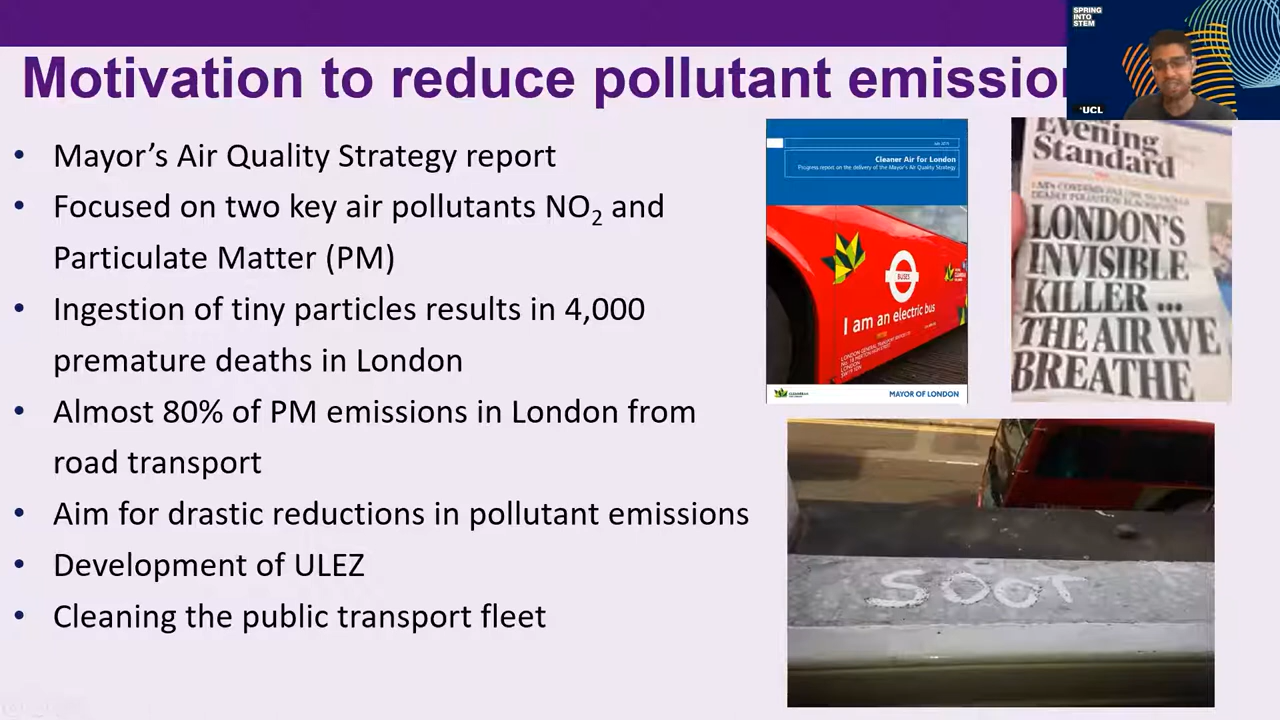 Motivation to reduce pollutant
SPRING
INTO
STEM
UCL
• Mayor’s Air Quality Strategy report
• Focused on two key air pollutants NO₂ and
Particulate Matter (PM)
• Ingestion of tiny particles results in 4,000
premature deaths in London
• Almost 80% of PM emissions in London from
road transport
• Aim for drastic reductions in pollutant emissions
• Development of ULEZ
• Cleaning the public transport fleet
Cleaner Air for London
Progress report on the delivery of the Mayor's Air Quality Strategy
BUSES
I am an electric bus
LONDON
MAYOR OF LONDON
Evening
Standard
LONDON'S
INVISIBLE
KILLER ...
THE AIR WE
BREATHE
SOOT